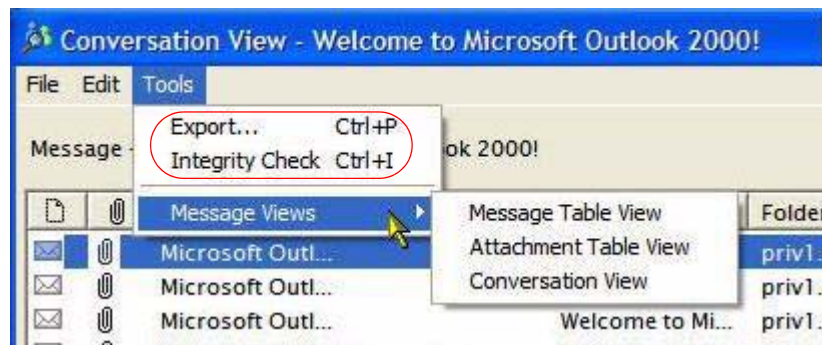 Conversation View - Welcome to Microsoft Outlook 2000!
File Edit Tools
Export... Ctrl+P
Message - ok 2000!
Integrity Check Ctrl+I
Message Views
Message Table View
Folde
Attachment Table View
Conversation View
Microsoft Outl... priv1.
Microsoft Outl... priv1.
Microsoft Outl... Welcome to Mi... priv1.